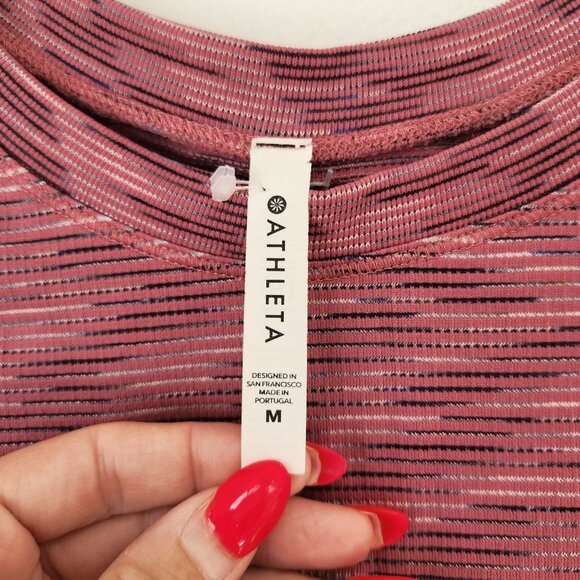 ATHLETA
DESIGNED IN
SAN FRANCISCO
MADE IN
PORTUGAL
M